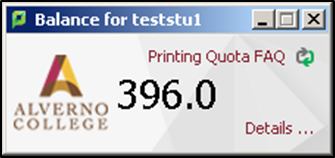 Balance for teststu1
Printing Quota FAQ
396.0
ALVERNO
COLLEGE
Details ...